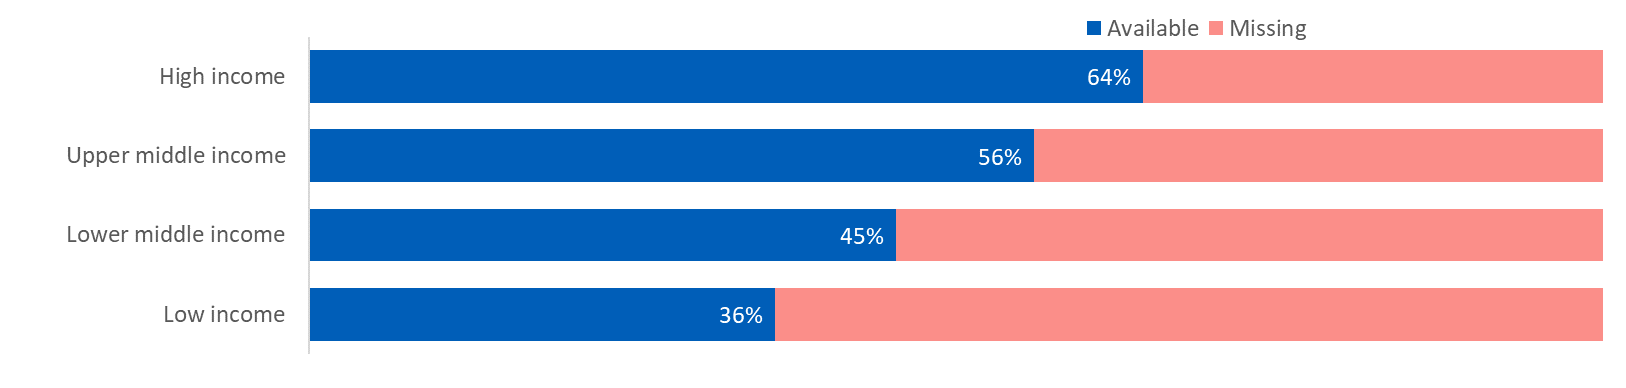 Available Missing
High income 64%
Upper middle income 56%
Lower middle income 45%
Low income 36%